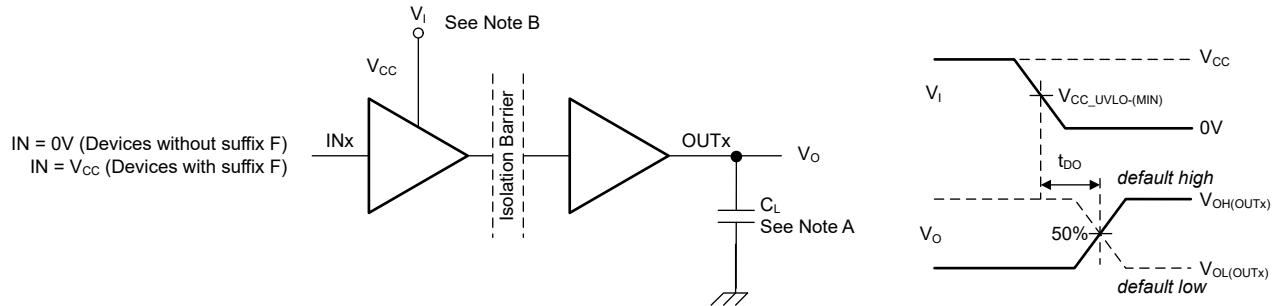 V_I
See Note B
V_CC
IN = 0V (Devices without suffix F)
IN = V_CC (Devices with suffix F)
INx
Isolation Barrier
OUTx
V_O
C_L
See Note A
V_I
V_CC
V_CC_UVLO-(MIN)
0V
t_DO
default high
V_OH(OUTx)
V_O
50%
V_OL(OUTx)
default low